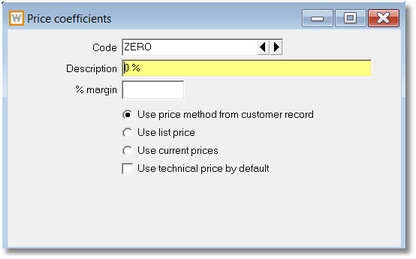 W Price coefficients
Code ZERO
Description 0 %
% margin
Use price method from customer record
Use list price
Use current prices
Use technical price by default